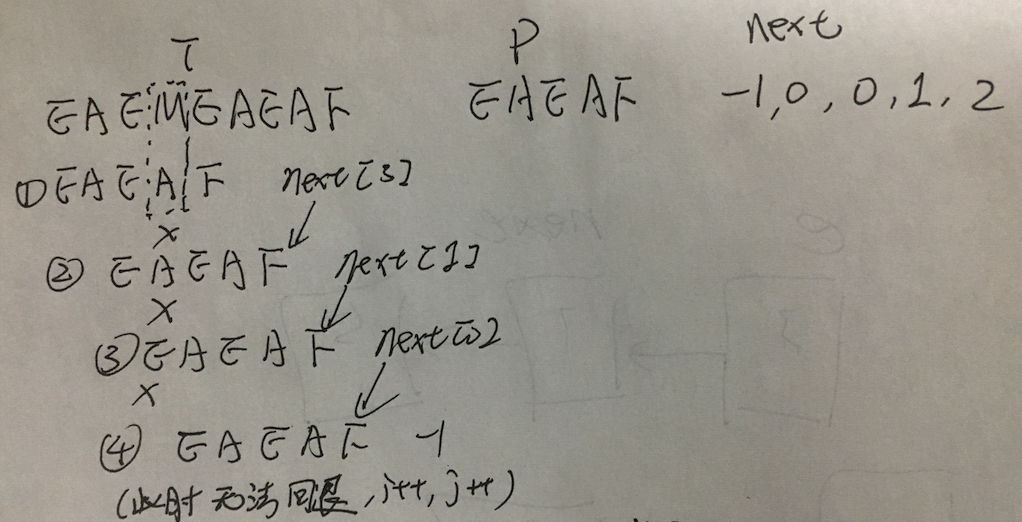 T P next
EAEMEAEAF EAEAF -1,0,0,1,2
①EAEAF next[3]
x
② EAEAF next[1]
x
③EAEAF next[0]
x
④ EAEAF -1
(此时无法回退,i++,j++)